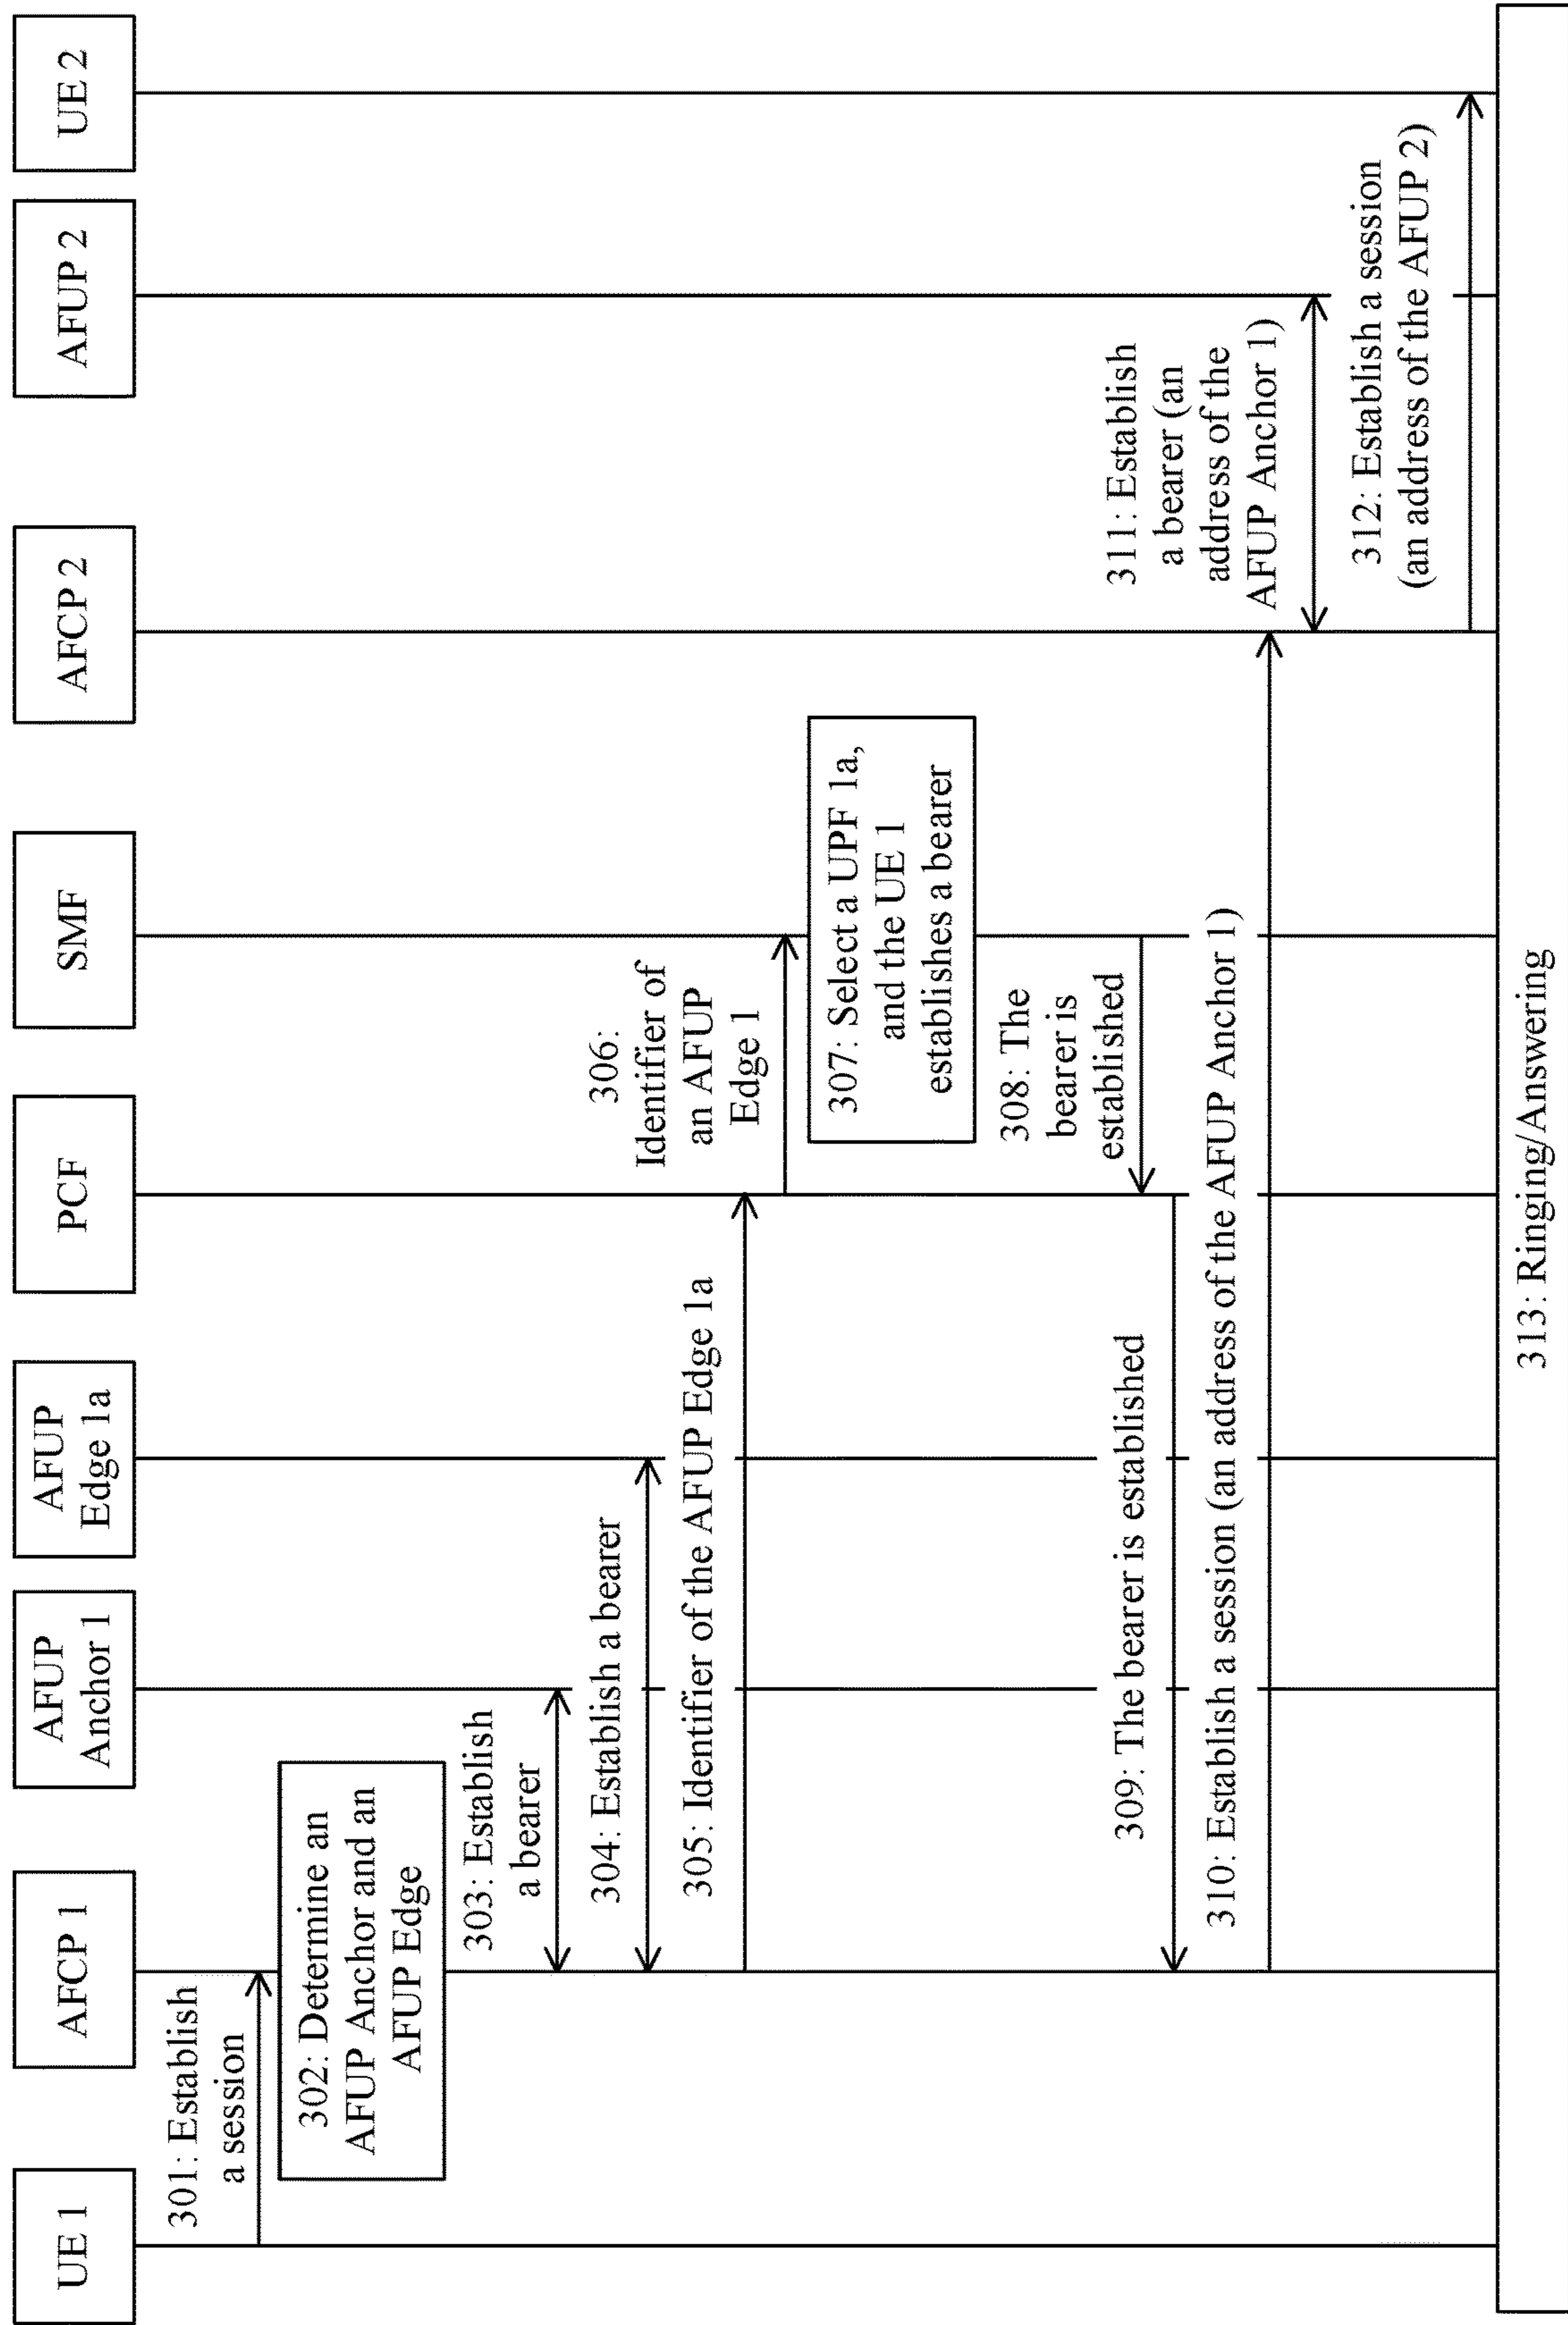 UE 1
AFCP 1
AFUP
Anchor 1
AFUP
Edge 1a
PCF
SMF
AFCP 2
AFUP 2
UE 2
301: Establish
a session
302: Determine an
AFUP Anchor and an
AFUP Edge
303: Establish
a bearer
304: Establish a bearer
305: Identifier of the AFUP Edge 1a
306:
Identifier of
an AFUP
Edge 1
307: Select a UPF 1a,
and the UE 1
establishes a bearer
308: The
bearer is
established
309: The bearer is established
310: Establish a session (an address of the AFUP Anchor 1)
311: Establish
a bearer (an
address of the
AFUP Anchor 1)
312: Establish a session
(an address of the AFUP 2)
313: Ringing/Answering